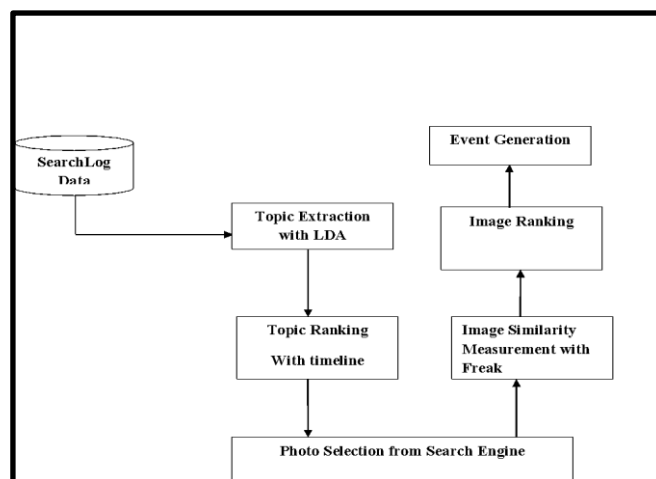 SearchLog
Data
Topic Extraction
with LDA
Topic Ranking
With timeline
Photo Selection from Search Engine
Image Similarity
Measurement with
Freak
Image Ranking
Event Generation